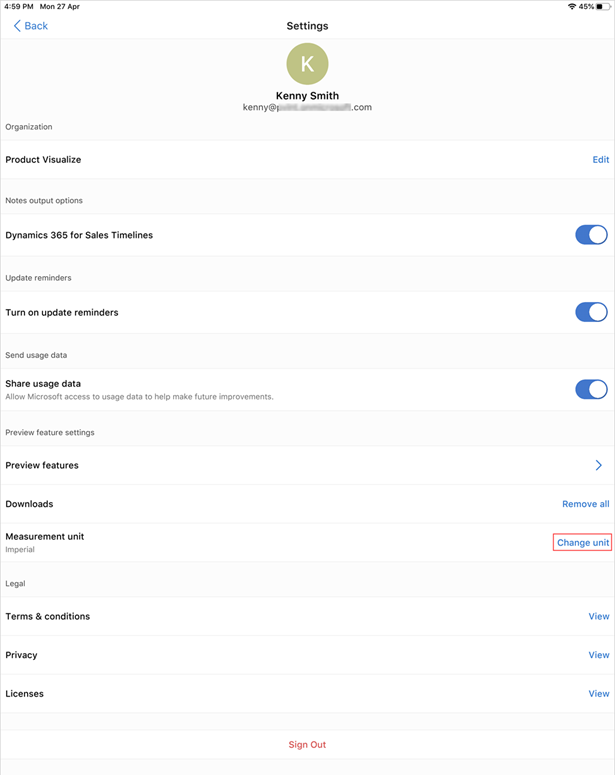 4:59 PM Mon 27 Apr 45%
Back Settings
K
Kenny Smith
.com
Organization
Product Visualize Edit
Notes output options
Dynamics 365 for Sales Timelines
Update reminders
Turn on update reminders
Send usage data
Share usage data
Allow Microsoft access to usage data to help make future improvements.
Preview feature settings
Preview features
Downloads Remove all
Measurement unit
Imperial Change unit
Legal
Terms & conditions View
Privacy View
Licenses View
Sign Out